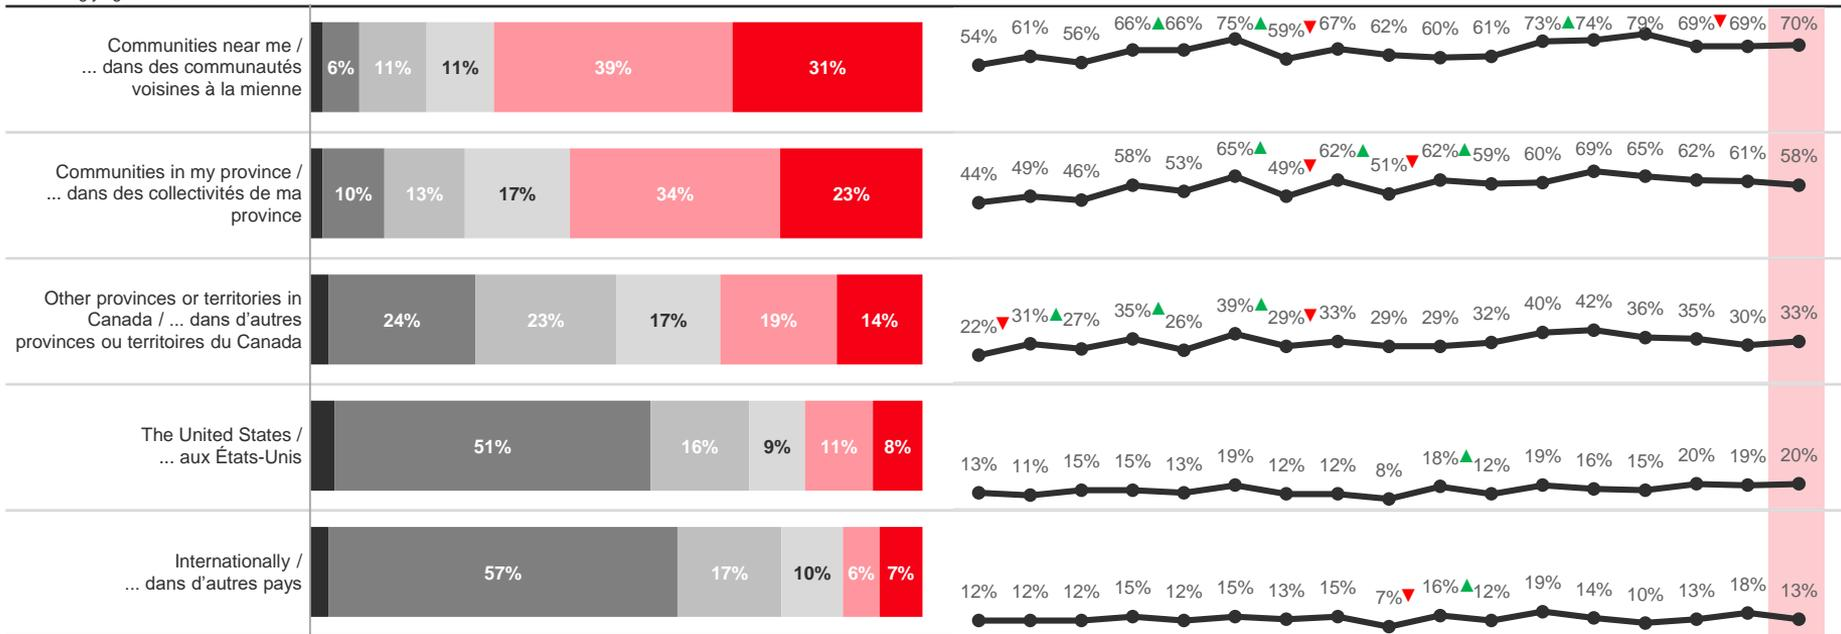 Communities near me /
... dans des communautés
voisines à la mienne
6% 11% 11% 39% 31%
54% 61% 56% 66%▲66% 75%▲59%▼67% 62% 60% 61% 73%▲74% 79% 69%▼69% 70%
Communities in my province /
... dans des collectivités de ma
province
10% 13% 17% 34% 23%
44% 49% 46% 58% 53% 65%▲49%▼62%▲51%▼62%▲59% 60% 69% 65% 62% 61% 58%
Other provinces or territories in
Canada / ... dans d’autres
provinces ou territoires du Canada
24% 23% 17% 19% 14%
22%▼31%▲27% 35%▲26% 39%▲29%▼33% 29% 29% 32% 40% 42% 36% 35% 30% 33%
The United States /
... aux États-Unis
51% 16% 9% 11% 8%
13% 11% 15% 15% 13% 19% 12% 12% 8% 18%▲12% 19% 16% 15% 20% 19% 20%
Internationally /
... dans d’autres pays
57% 17% 10% 6% 7%
12% 12% 12% 15% 12% 15% 13% 15% 7%▼16%▲12% 19% 14% 10% 13% 18% 13%